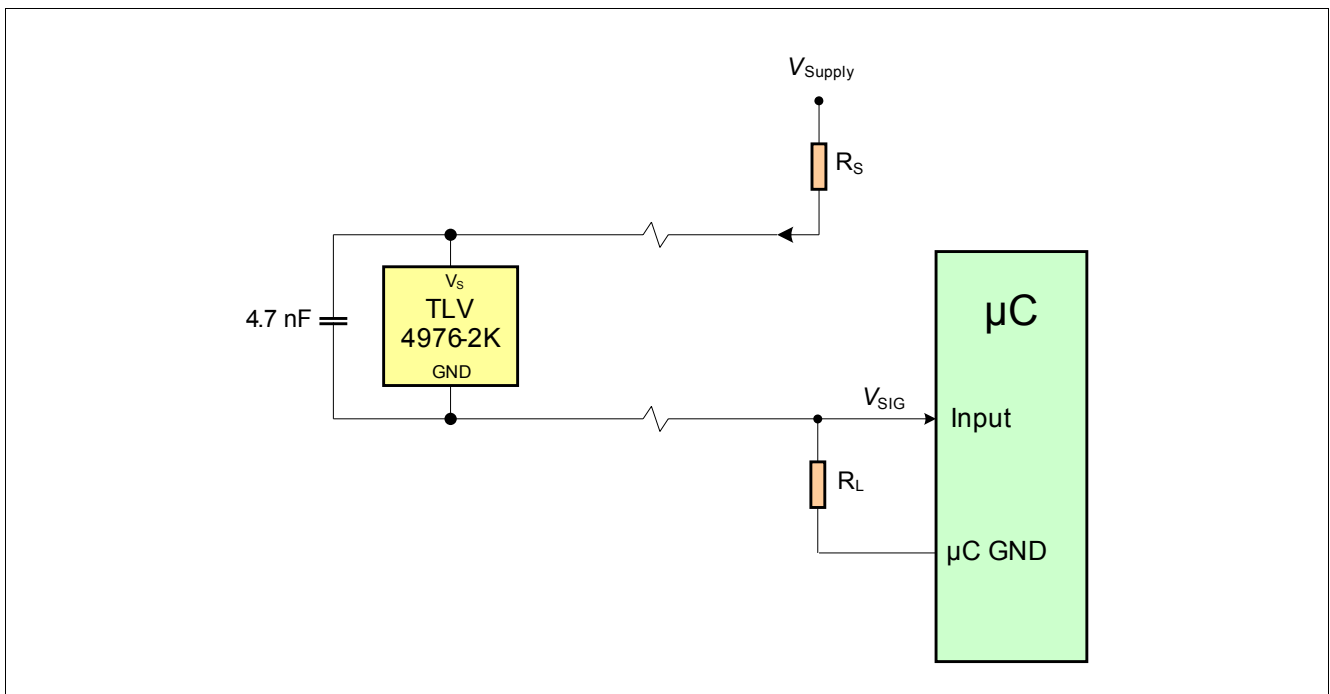 VSupply
RS
VS
TLV
4976-2K
GND
4.7 nF
µC
VSIG
Input
RL
µC GND